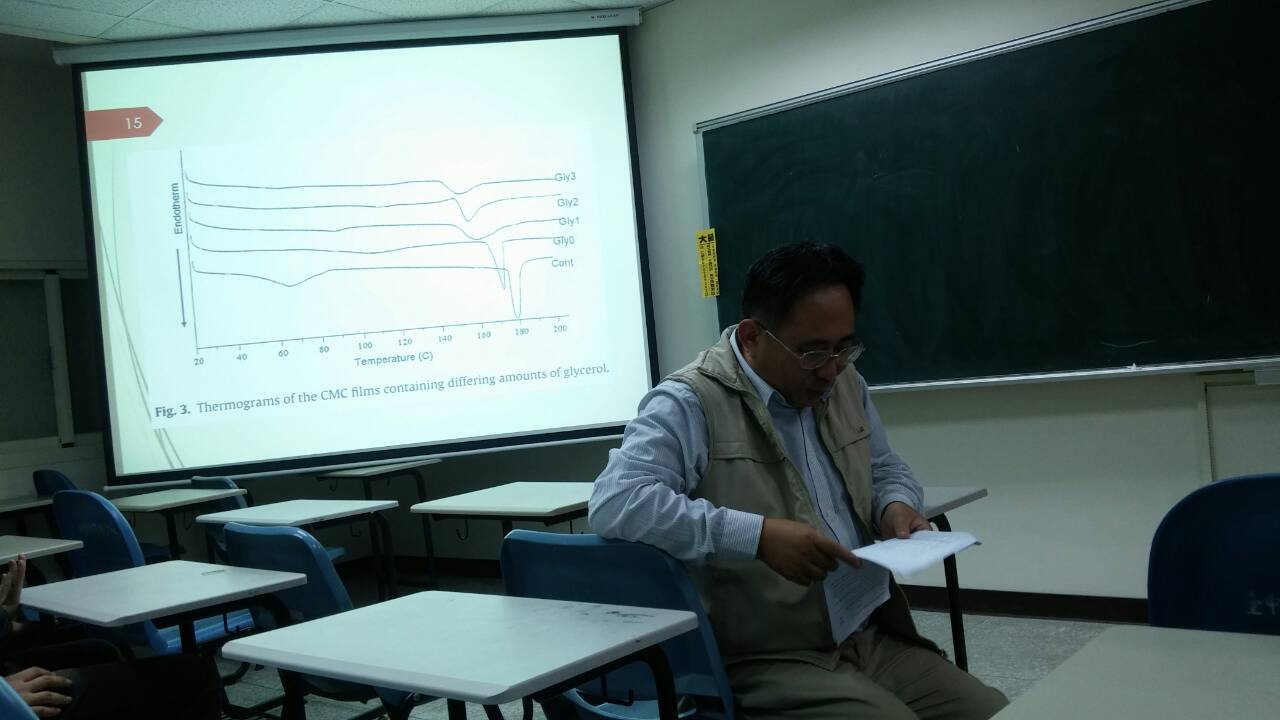 15
Endotherm
Gly3
Gly2
Gly1
Gly0
Cont
20 40 60 80 100 120 140 160 180 200
Temperature (C)
Fig. 3. Thermograms of the CMC films containing differing amounts of glycerol.
大